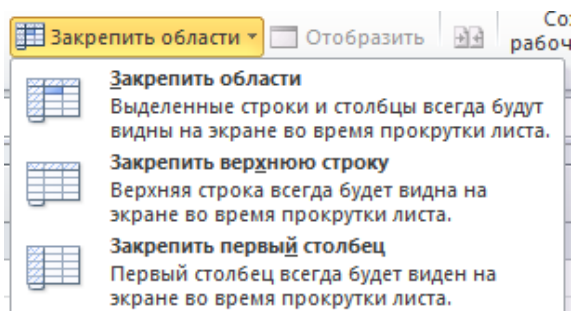 Закрепить области Отобразить
рабоч
Закрепить области
Выделенные строки и столбцы всегда будут
видны на экране во время прокрутки листа.
Закрепить верхнюю строку
Верхняя строка всегда будет видна на
экране во время прокрутки листа.
Закрепить первый столбец
Первый столбец всегда будет виден на
экране во время прокрутки листа.